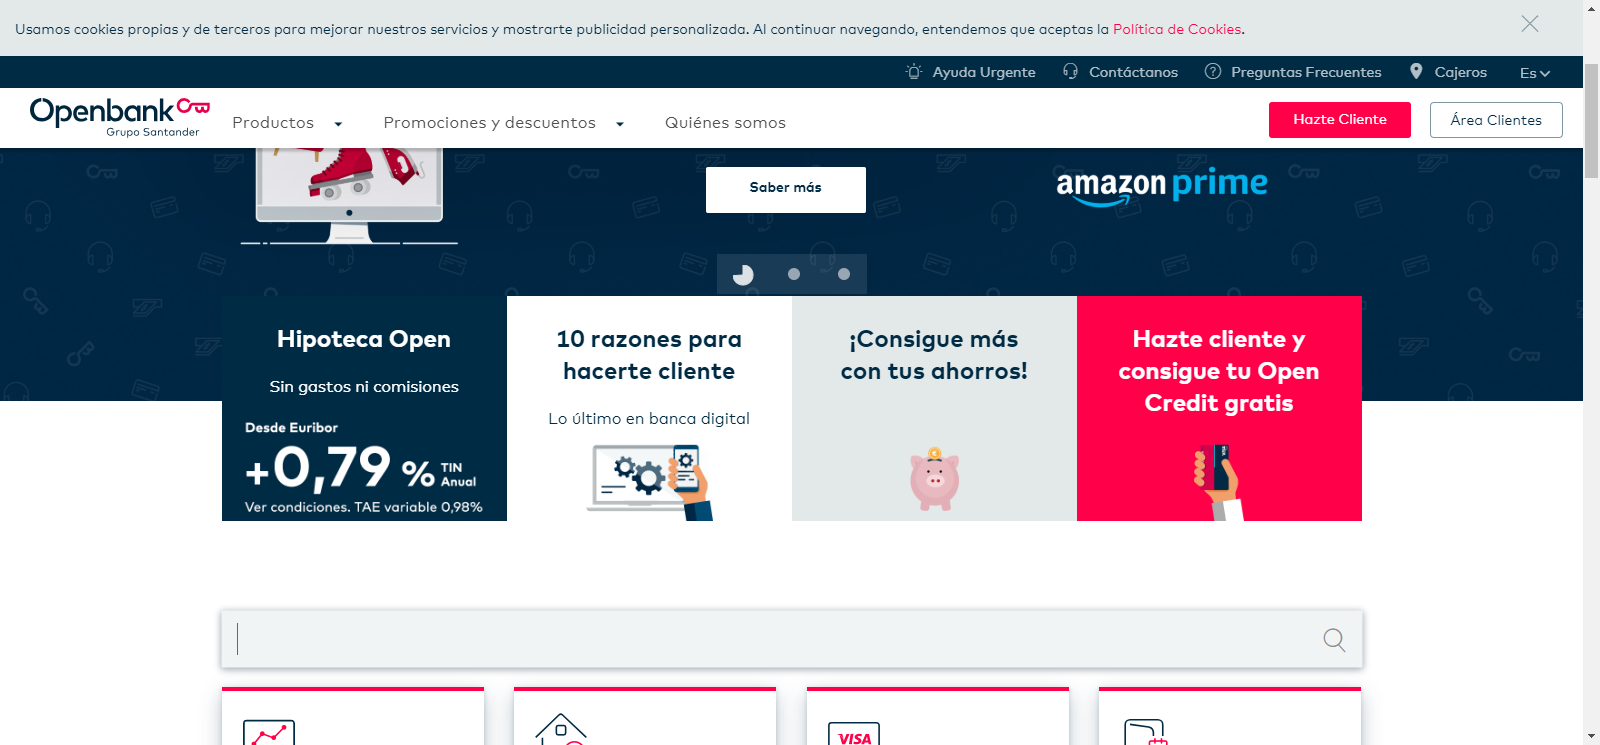 Usamos cookies propias y de terceros para mejorar nuestros servicios y mostrarte publicidad personalizada. Al continuar navegando, entendemos que aceptas la Política de Cookies.
Ayuda Urgente Contáctanos Preguntas Frecuentes Cajeros Es
Openbank
Grupo Santander
Productos Promociones y descuentos Quiénes somos
Hazte Cliente Área Clientes
Saber más
amazon prime
Hipoteca Open
Sin gastos ni comisiones
Desde Euribor
+0,79 % TIN
Anual
Ver condiciones. TAE variable 0,98%
10 razones para
hacerte cliente
Lo último en banca digital
¡Consigue más
con tus ahorros!
Hazte cliente y
consigue tu Open
Credit gratis
VISA
VISA